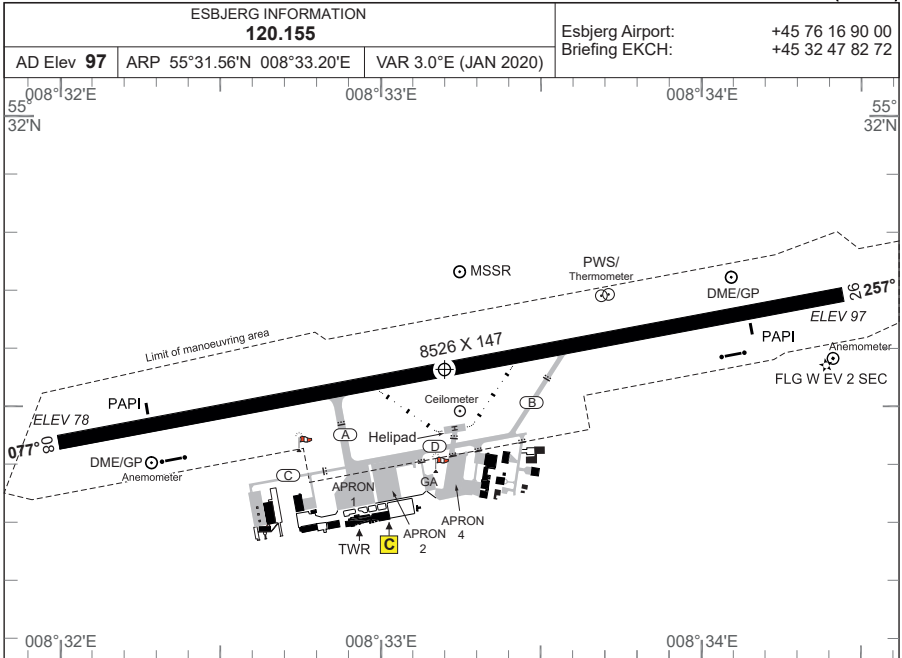 ESBJERG INFORMATION
120.155
Esbjerg Airport: +45 76 16 90 00
Briefing EKCH: +45 32 47 82 72
AD Elev 97 ARP 55°31.56'N 008°33.20'E VAR 3.0°E (JAN 2020)
008°32'E 008°33'E 008°34'E
55° 55°
32'N 32'N
MSSR
PWS/
Thermometer
DME/GP
26 257°
ELEV 97
PAPI
Limit of manoeuvring area
8526 X 147
Anemometer
FLG W EV 2 SEC
PAPI
ELEV 78
Ceilometer
B
077° 08
A
Helipad
D
DME/GP
Anemometer
C
GA
APRON
1
APRON
2
APRON
4
TWR
C
008°32'E 008°33'E 008°34'E